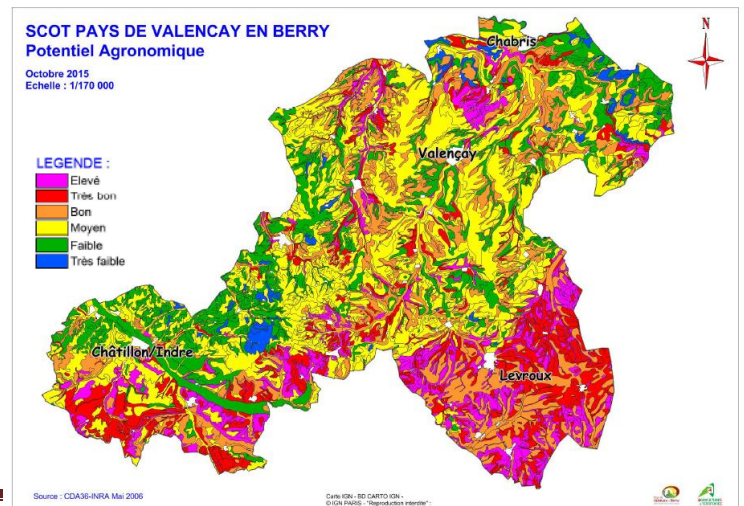 SCOT PAYS DE VALENCAY EN BERRY
Potentiel Agronomique
Octobre 2015
Echelle : 1/170 000
N
Chabris
Valençay
LEGENDE :
Elevé
Très bon
Bon
Moyen
Faible
Très faible
Châtillon/Indre
Levroux
Source : CDA36-INRA Mai 2006
Carte IGN - BD CARTO IGN -
© IGN PARIS - "Reproduction interdite" :